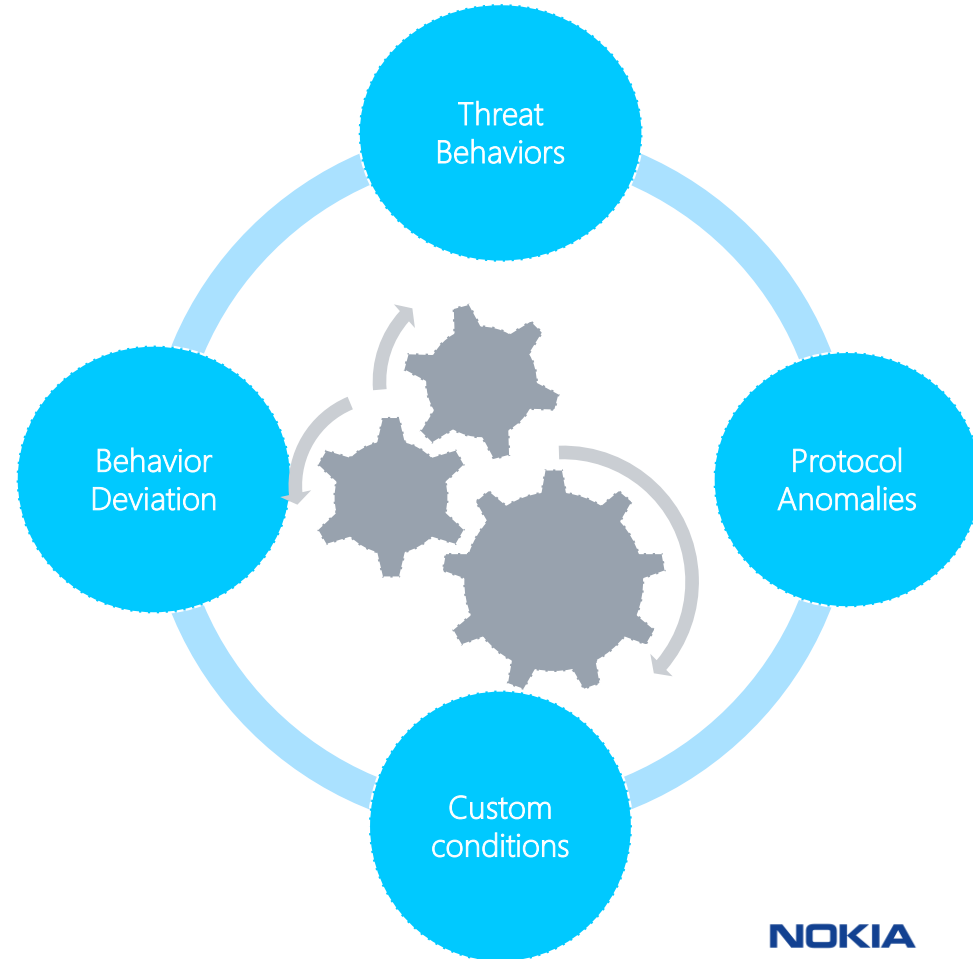 Threat
Behaviors
Behavior
Deviation
Protocol
Anomalies
Custom
conditions
NOKIA